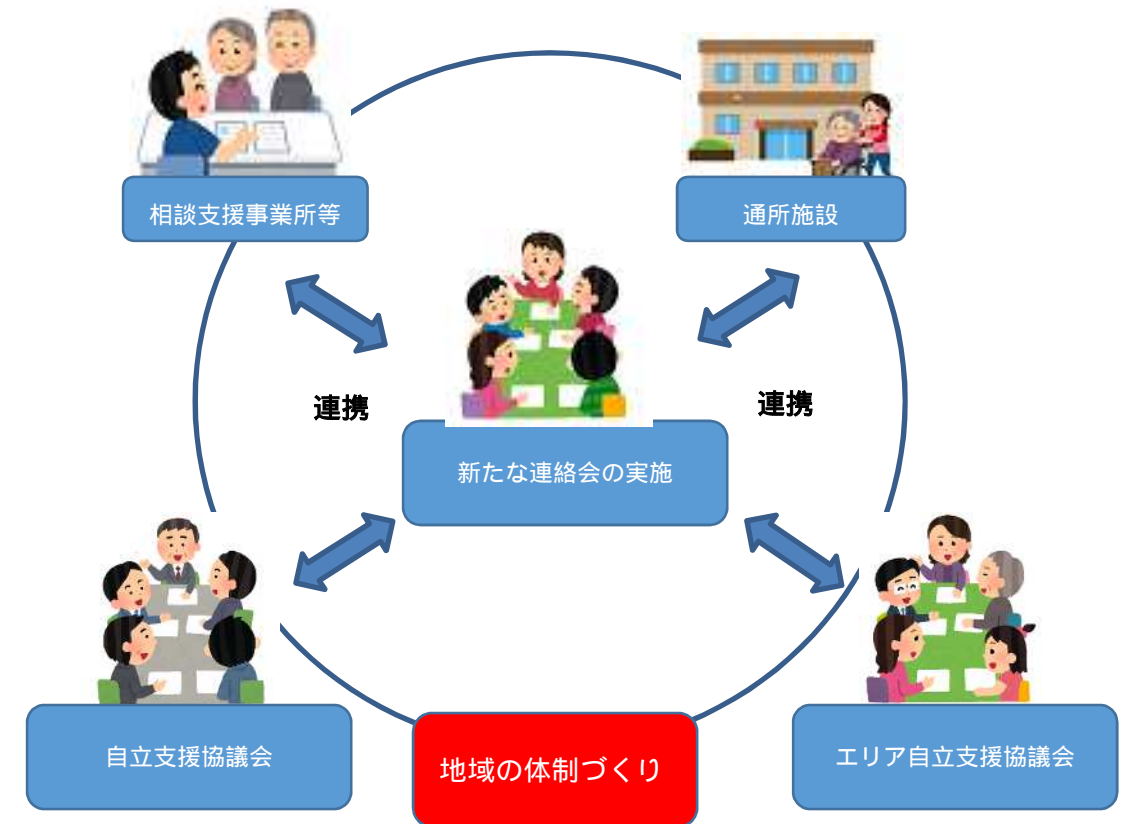 相談支援事業所等
通所施設
連携
連携
新たな連絡会の実施
自立支援協議会
地域の体制づくり
エリア自立支援協議会